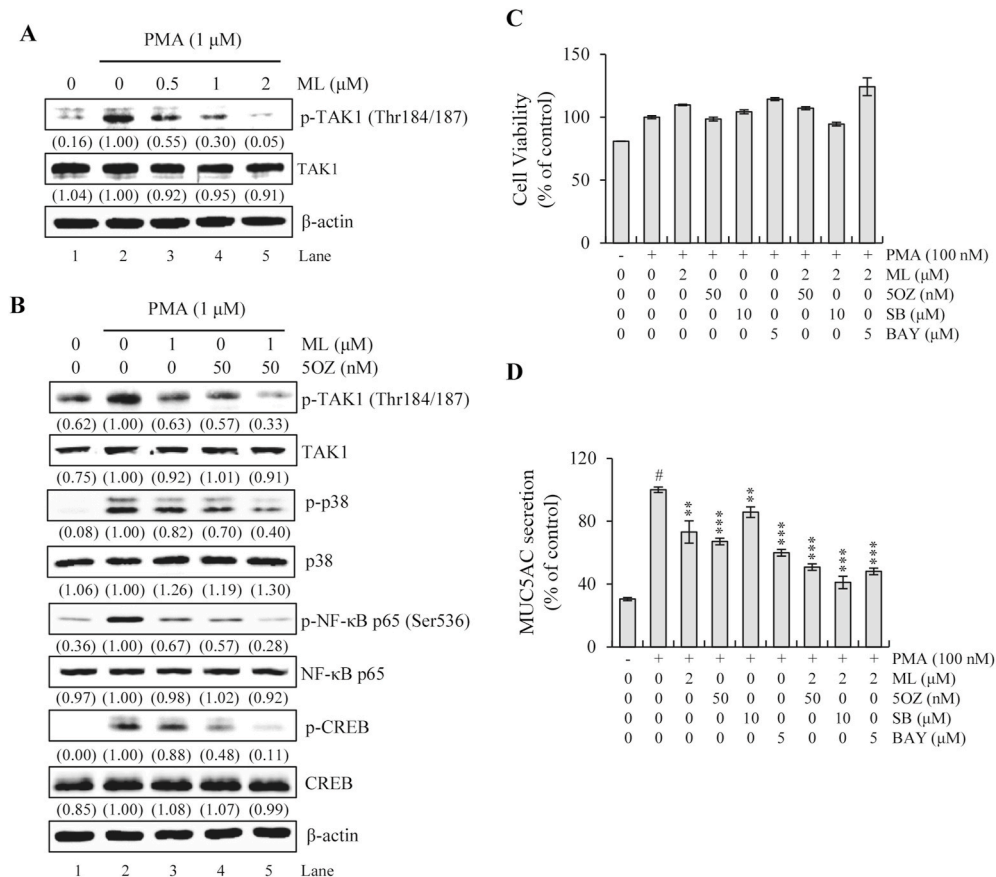 A
PMA (1 μM)
0 0 0.5 1 2 ML (μM)
p-TAK1 (Thr184/187)
(0.16) (1.00) (0.55) (0.30) (0.05)
TAK1
(1.04) (1.00) (0.92) (0.95) (0.91)
β-actin
1 2 3 4 5 Lane
B
PMA (1 μM)
0 0 1 0 1 ML (μM)
0 0 0 50 50 5OZ (nM)
p-TAK1 (Thr184/187)
(0.62) (1.00) (0.63) (0.57) (0.33)
TAK1
(0.75) (1.00) (0.92) (1.01) (0.91)
p-p38
(0.08) (1.00) (0.82) (0.70) (0.40)
p38
(1.06) (1.00) (1.26) (1.19) (1.30)
p-NF-κB p65 (Ser536)
(0.36) (1.00) (0.67) (0.57) (0.28)
NF-κB p65
(0.97) (1.00) (0.98) (1.02) (0.92)
p-CREB
(0.00) (1.00) (0.88) (0.48) (0.11)
CREB
(0.85) (1.00) (1.08) (1.07) (0.99)
β-actin
1 2 3 4 5 Lane
C
Cell Viability
(% of control)
150
100
50
0
- + + + + + + + + PMA (100 nM)
0 0 2 0 0 0 2 2 2 ML (μM)
0 0 0 50 0 0 50 0 0 5OZ (nM)
0 0 0 0 10 0 0 10 0 SB (μM)
0 0 0 0 0 5 0 0 5 BAY (μM)
D
MUC5AC secretion
(% of control)
120
80
40
0
# ** *** ** *** *** *** ***
- + + + + + + + + PMA (100 nM)
0 0 2 0 0 0 2 2 2 ML (μM)
0 0 0 50 0 0 50 0 0 5OZ (nM)
0 0 0 0 10 0 0 10 0 SB (μM)
0 0 0 0 0 5 0 0 5 BAY (μM)